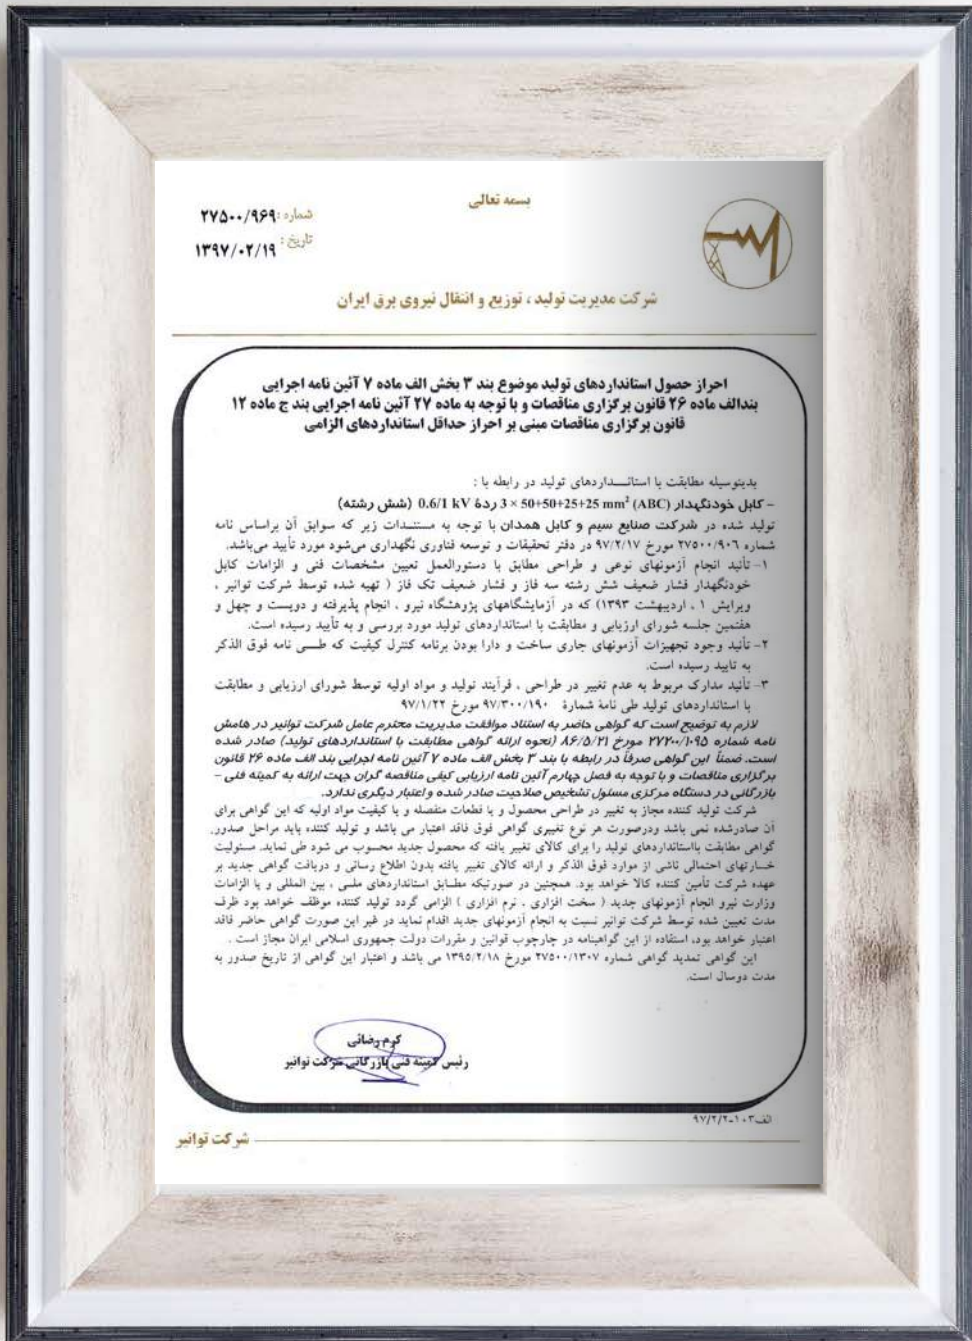 بسمه تعالی
شماره: ۲۷۵۰۰/۹۶۹
تاریخ: ۱۳۹۷/۰۲/۱۹
شرکت مدیریت تولید ، توزیع و انتقال نیروی برق ایران
احراز حصول استانداردهای تولید موضوع بند ۳ بخش الف ماده ۷ آئین نامه اجرایی
بندالف ماده ۲۶ قانون برگزاری مناقصات و با توجه به ماده ۲۷ آئین نامه اجرایی بند ج ماده ۱۲
قانون برگزاری مناقصات مبنی بر احراز حداقل استانداردهای الزامی
بدینوسیله مطابقت با استانـــداردهای تولید در رابطه با :
- کابل خودنگهدار (ABC) 3 × 50+50+25+25 mm² ردهٔ 0.6/1 kV (شش رشته)
تولید شده در شرکت صنایع سیم و کابل همدان با توجه به مستنــدات زیر که سوابق آن براساس نامه
شماره ۲۷۵۰۰/۹۰۶ مورخ ۹۷/۲/۱۷ در دفتر تحقیقات و توسعه فناوری نگهداری می‌شود مورد تأیید می‌باشد.
۱- تأئید انجام آزمونهای نوعی و طراحی مطابق با دستورالعمل تعیین مشخصات فنی و الزامات کابل
خودنگهدار فشار ضعیف شش رشته سه فاز و فشار ضعیف تک فاز ( تهیه شده توسط شرکت توانیر ،
ویرایش ۱ ، اردیبهشت ۱۳۹۳) که در آزمایشگاههای پژوهشگاه نیرو ، انجام پذیرفته و دویست و چهل و
هفتمین جلسه شورای ارزیابی و مطابقت با استانداردهای تولید مورد بررسی و به تأیید رسیده است.
۲- تأئید وجود تجهیزات آزمونهای جاری ساخت و دارا بودن برنامه کنترل کیفیت که طــی نامه فوق الذکر
به تایید رسیده است.
۳- تأئید مدارک مربوط به عدم تغییر در طراحی ، فرآیند تولید و مواد اولیه توسط شورای ارزیابی و مطابقت
با استانداردهای تولید طی نامهٔ شمارهٔ ۹۷/۳۰۰/۱۹۰ مورخ ۹۷/۱/۲۲
لازم به توضیح است که گواهی حاضر به استناد موافقت مدیریت محترم عامل شرکت توانیر در هامش
نامه شماره ۲۷۲۰۰/۱۰۹۵ مورخ ۸۶/۵/۲۱ (نحوه ارائه گواهی مطابقت با استانداردهای تولید) صادر شده
است. ضمناً این گواهی صرفاً در رابطه با بند ۳ بخش الف ماده ۷ آئین نامه اجرایی بند الف ماده ۲۶ قانون
برگزاری مناقصات و با توجه به فصل چهارم آئین نامه ارزیابی کیفی مناقصه گران جهت ارائه به کمیته فنی -
بازرگانی در دستگاه مرکزی مسئول تشخیص صلاحیت صادر شده و اعتبار دیگری ندارد.
شرکت تولید کننده مجاز به تغییر در طراحی محصول و یا قطعات منفصله و یا کیفیت مواد اولیه که این گواهی برای
آن صادرشده نمی باشد ودرصورت هر نوع تغییری گواهی فوق فاقد اعتبار می باشد و تولید کننده باید مراحل صدور
گواهی مطابقت بااستانداردهای تولید را برای کالای تغییر یافته که محصول جدید محسوب می شود طی نماید. مسئولیت
خسارتهای احتمالی ناشی از موارد فوق الذکر و ارائه کالای تغییر یافته بدون اطلاع رسانی و دریافت گواهی جدید بر
عهده شرکت تأمین کننده کالا خواهد بود. همچنین در صورتیکه مطـابق استانداردهای ملــی ، بین المللی و یا الزامات
وزارت نیرو انجام آزمونهای جدید ( سخت افزاری ، نرم افزاری ) الزامی گردد تولید کننده موظف خواهد بود ظرف
مدت تعیین شده توسط شرکت توانیر نسبت به انجام آزمونهای جدید اقدام نماید در غیر این صورت گواهی حاضر فاقد
اعتبار خواهد بود، استفاده از این گواهینامه در چارچوب قوانین و مقررات دولت جمهوری اسلامی ایران مجاز است .
این گواهی تمدید گواهی شماره ۲۷۵۰۰/۱۳۰۷ مورخ ۱۳۹۵/۲/۱۸ می باشد و اعتبار این گواهی از تاریخ صدور به
مدت دوسال است.
کرم رضائی
رئیس کمیته فنی بازرگانی شرکت توانیر
الف۱۰۳-۹۷/۲/۲
شرکت توانیر